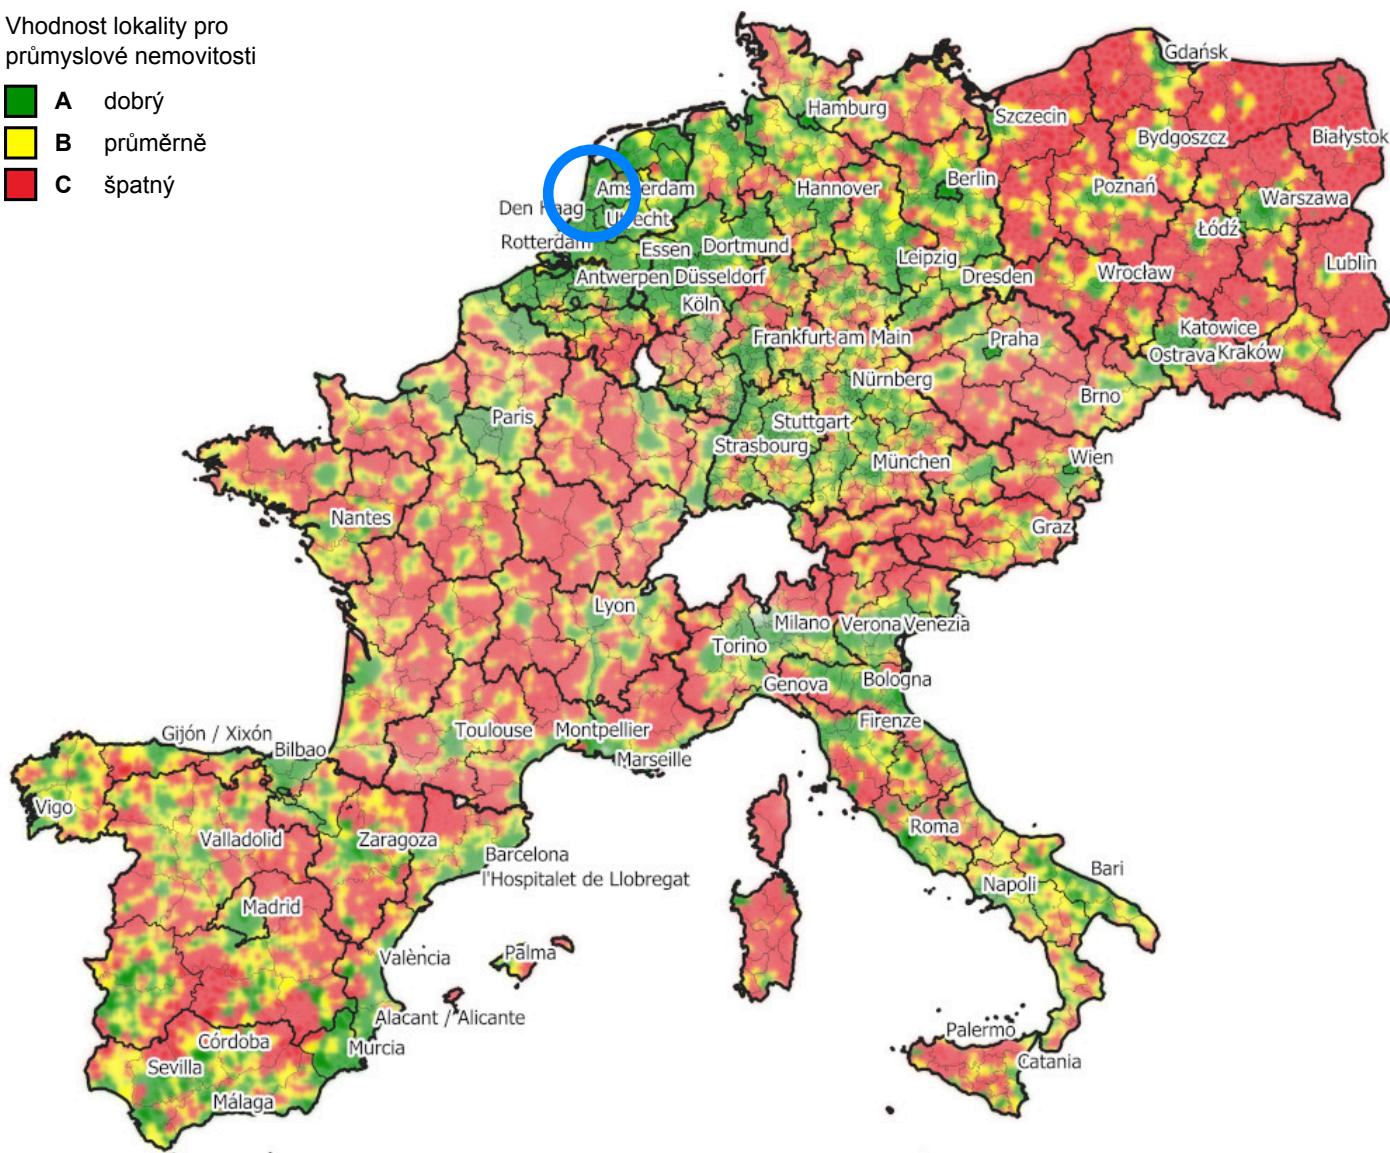 Vhodnost lokality pro
průmyslové nemovitosti
A dobrý
B průměrně
C špatný
Gdańsk
Hamburg
Szczecin
Bydgoszcz
Białystok
Amsterdam
Hannover
Berlin
Poznań
Warszawa
Den Haag
Utrecht
Łódź
Rotterdam
Essen
Dortmund
Leipzig
Lublin
Antwerpen
Düsseldorf
Dresden
Wrocław
Köln
Frankfurt am Main
Praha
Katowice
Ostrava
Kraków
Nürnberg
Brno
Paris
Stuttgart
Strasbourg
München
Wien
Nantes
Graz
Lyon
Milano
Verona
Venezia
Torino
Genova
Bologna
Firenze
Gijón / Xixón
Bilbao
Toulouse
Montpellier
Marseille
Vigo
Valladolid
Zaragoza
Roma
Barcelona
l'Hospitalet de Llobregat
Bari
Napoli
Madrid
València
Palma
Alacant / Alicante
Córdoba
Murcia
Palermo
Sevilla
Catania
Málaga